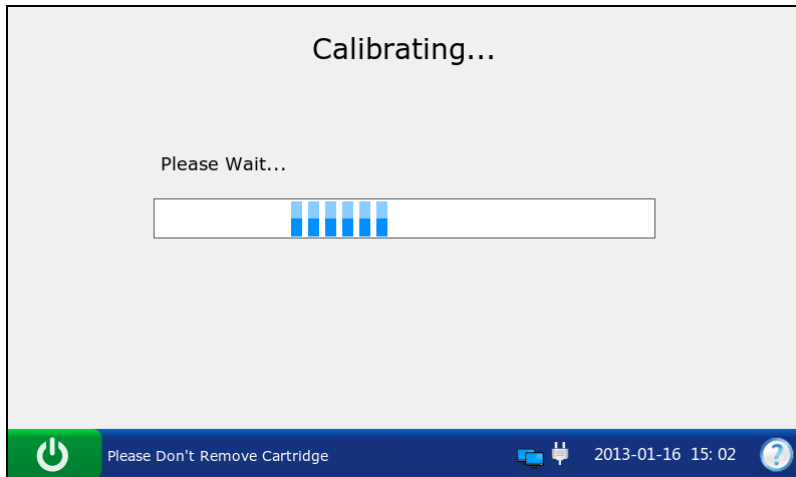 Calibrating...
Please Wait...
Please Don't Remove Cartridge
2013-01-16 15: 02
?